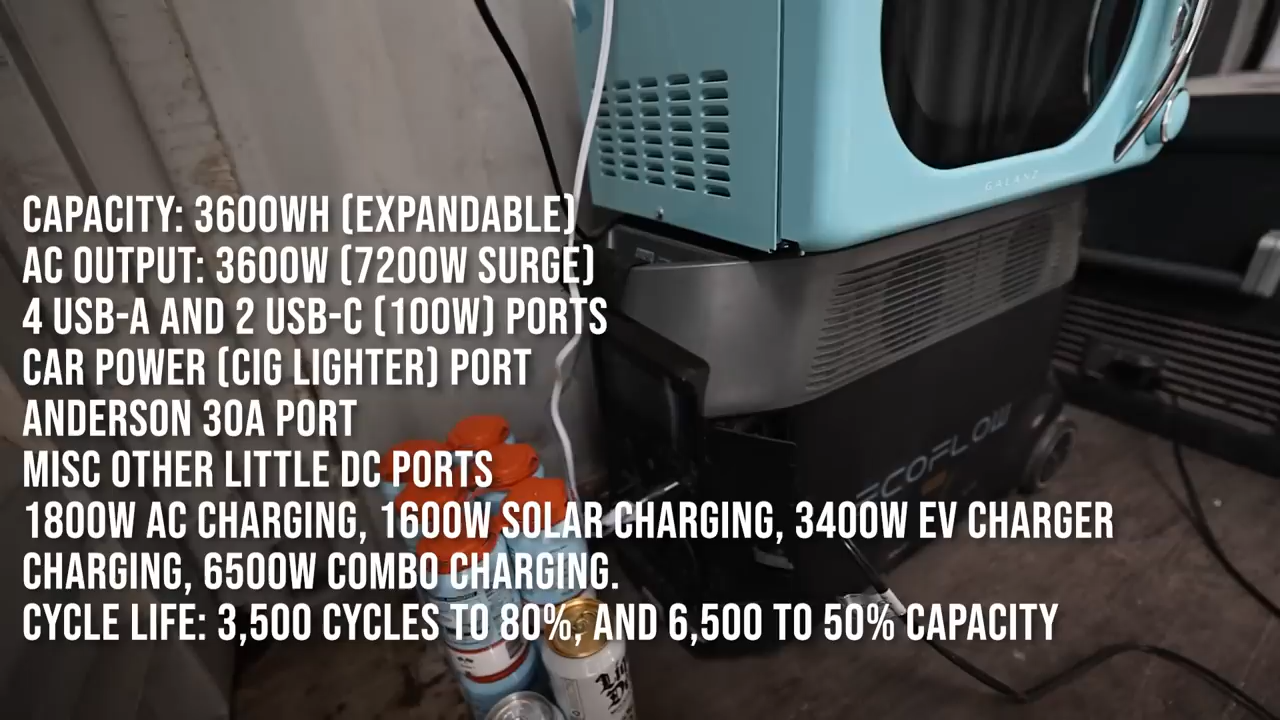 CAPACITY: 3600WH (EXPANDABLE)
AC OUTPUT: 3600W (7200W SURGE)
4 USB-A AND 2 USB-C (100W) PORTS
CAR POWER (CIG LIGHTER) PORT
ANDERSON 30A PORT
MISC OTHER LITTLE DC PORTS
1800W AC CHARGING, 1600W SOLAR CHARGING, 3400W EV CHARGER
CHARGING, 6500W COMBO CHARGING.
CYCLE LIFE: 3,500 CYCLES TO 80%, AND 6,500 TO 50% CAPACITY
GALANZ
ECOFLOW